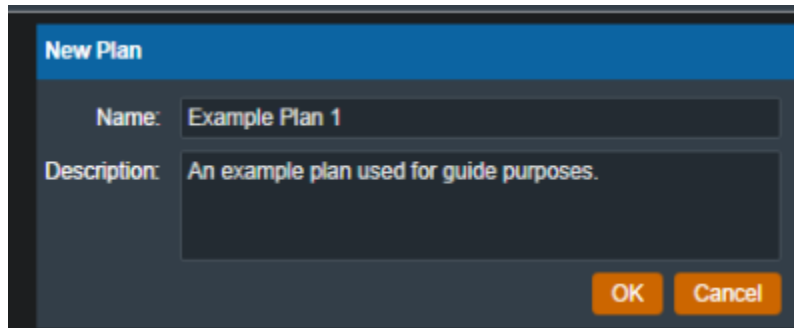 New Plan
Name: Example Plan 1
Description: An example plan used for guide purposes.
OK Cancel